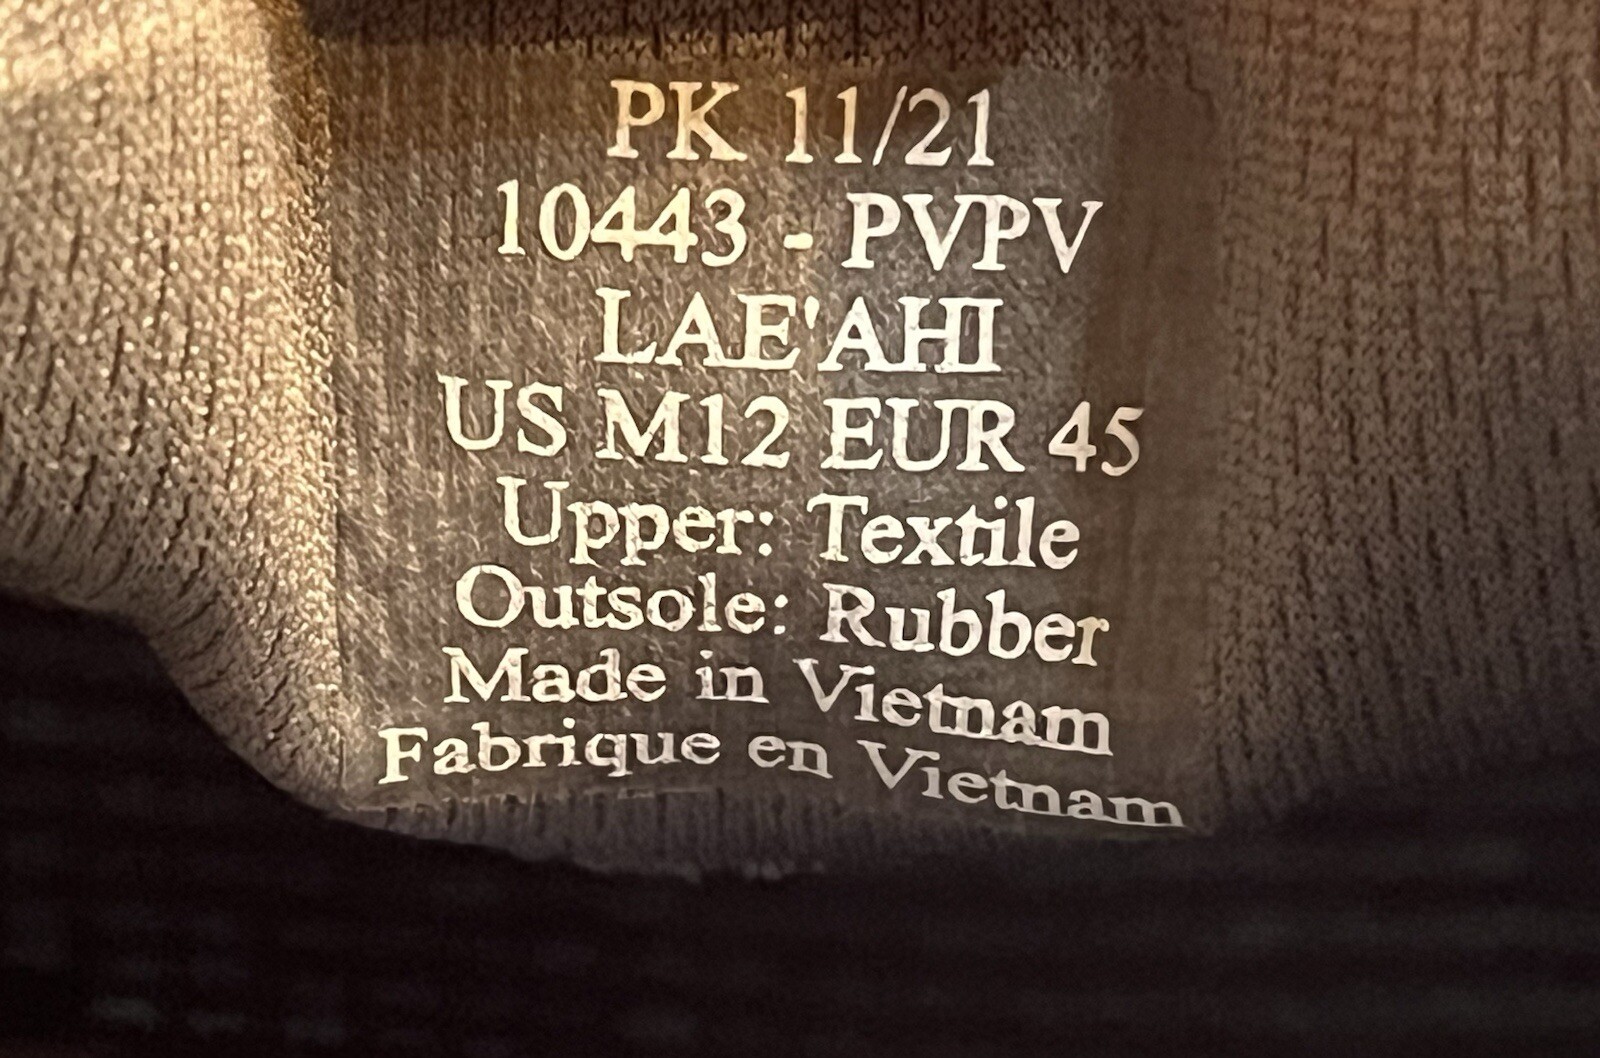 PK 11/21
10443 - PVPV
LAE'AHI
US M12 EUR 45
Upper: Textile
Outsole: Rubber
Made in Vietnam
Fabrique en Vietnam